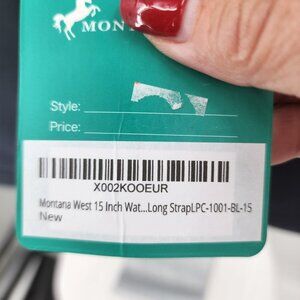 MONT
Style:
Price:
X002KOOEUR
Montana West 15 Inch Wat...Long StrapLPC-1001-BL-15
New